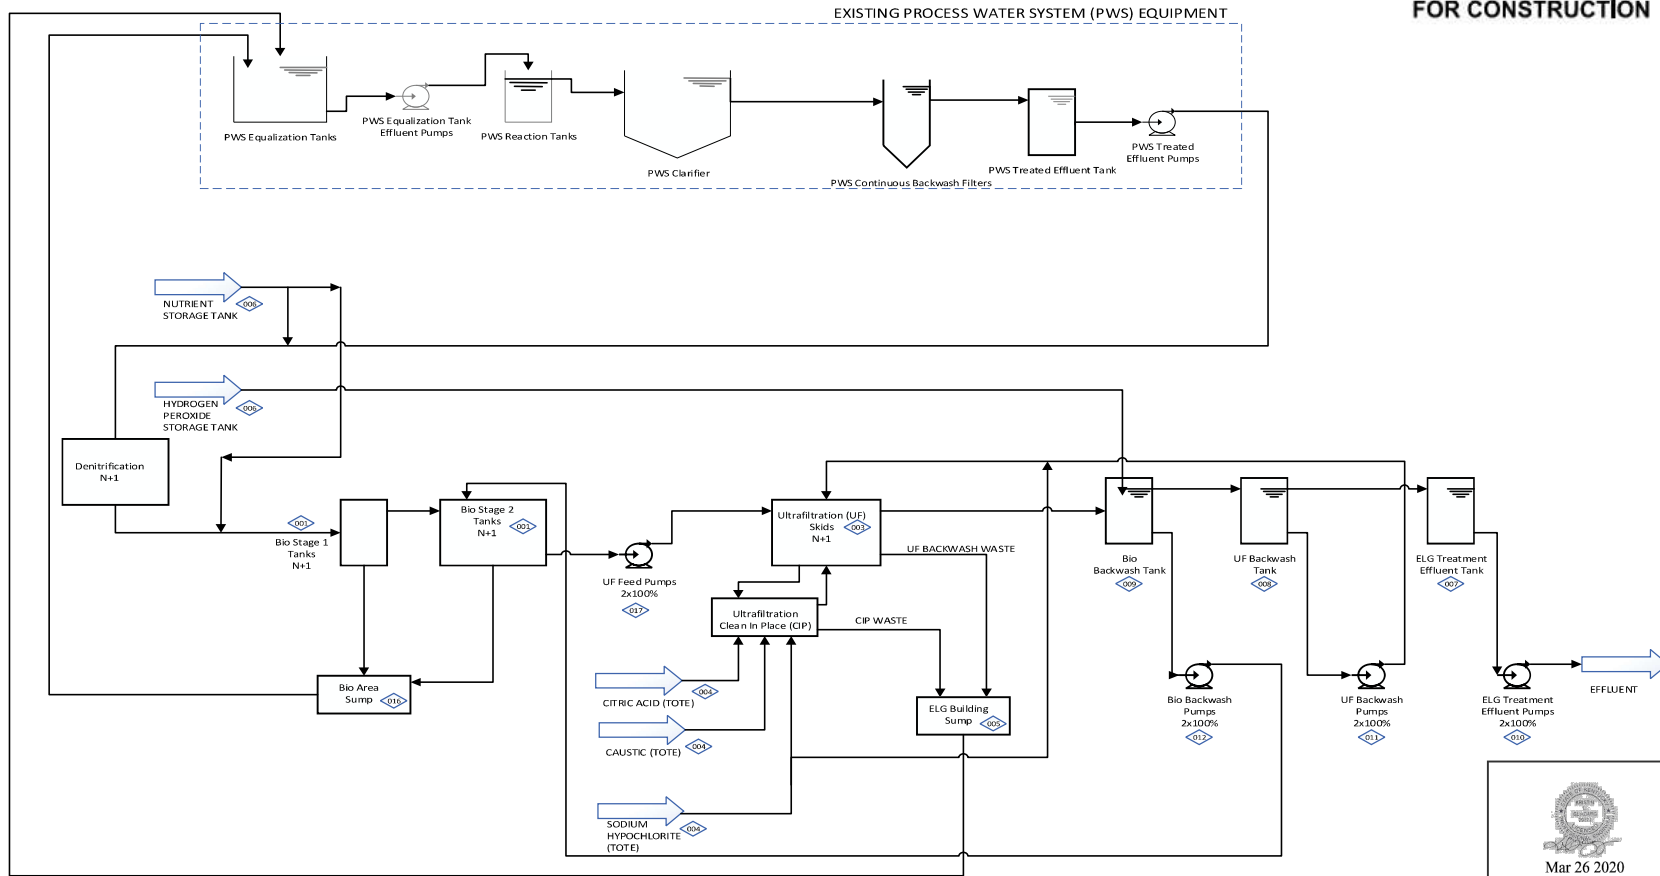 EXISTING PROCESS WATER SYSTEM (PWS) EQUIPMENT
FOR CONSTRUCTION
PWS Equalization Tanks
PWS Equalization Tank
Effluent Pumps
PWS Reaction Tanks
PWS Clarifier
PWS Continuous Backwash Filters
PWS Treated Effluent Tank
PWS Treated
Effluent Pumps
NUTRIENT
STORAGE TANK
006
HYDROGEN
PEROXIDE
STORAGE TANK
006
Denitrification
N+1
001
Bio Stage 1
Tanks
N+1
Bio Stage 2
Tanks
N+1
001
UF Feed Pumps
2x100%
017
Ultrafiltration (UF)
Skids
N+1
003
UF BACKWASH WASTE
Ultrafiltration
Clean In Place (CIP)
CIP WASTE
Bio
Backwash Tank
009
UF Backwash
Tank
008
ELG Treatment
Effluent Tank
007
Bio Area
Sump
016
CITRIC ACID (TOTE)
004
CAUSTIC (TOTE)
004
SODIUM
HYPOCHLORITE
(TOTE)
004
ELG Building
Sump
005
Bio Backwash
Pumps
2x100%
012
UF Backwash
Pumps
2x100%
011
ELG Treatment
Effluent Pumps
2x100%
010
EFFLUENT
Mar 26 2020